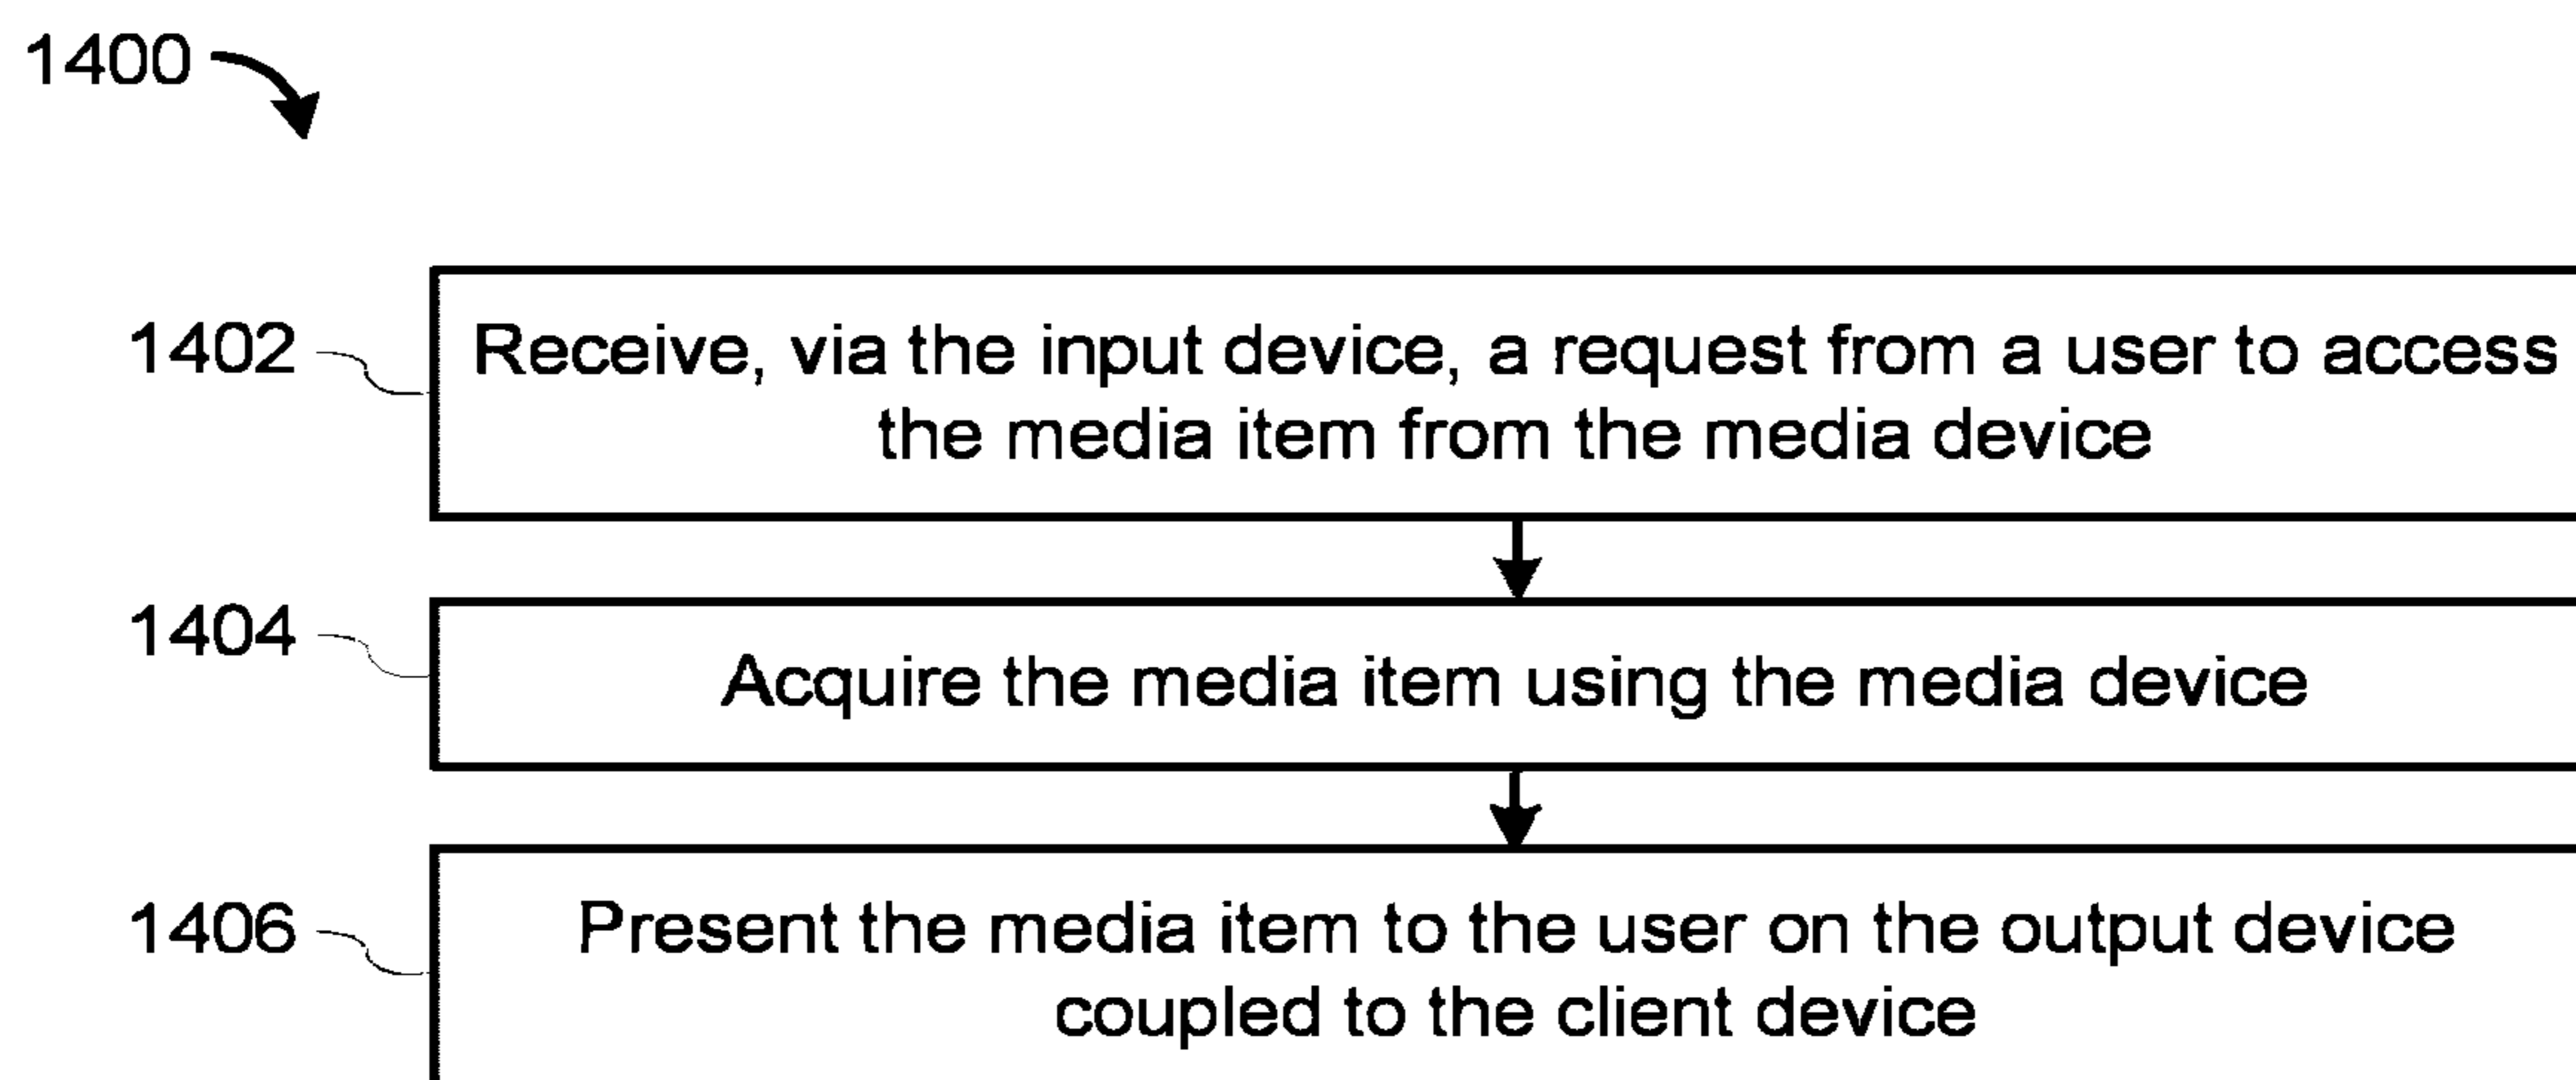 1400
1402
Receive, via the input device, a request from a user to access
the media item from the media device
1404
Acquire the media item using the media device
1406
Present the media item to the user on the output device
coupled to the client device